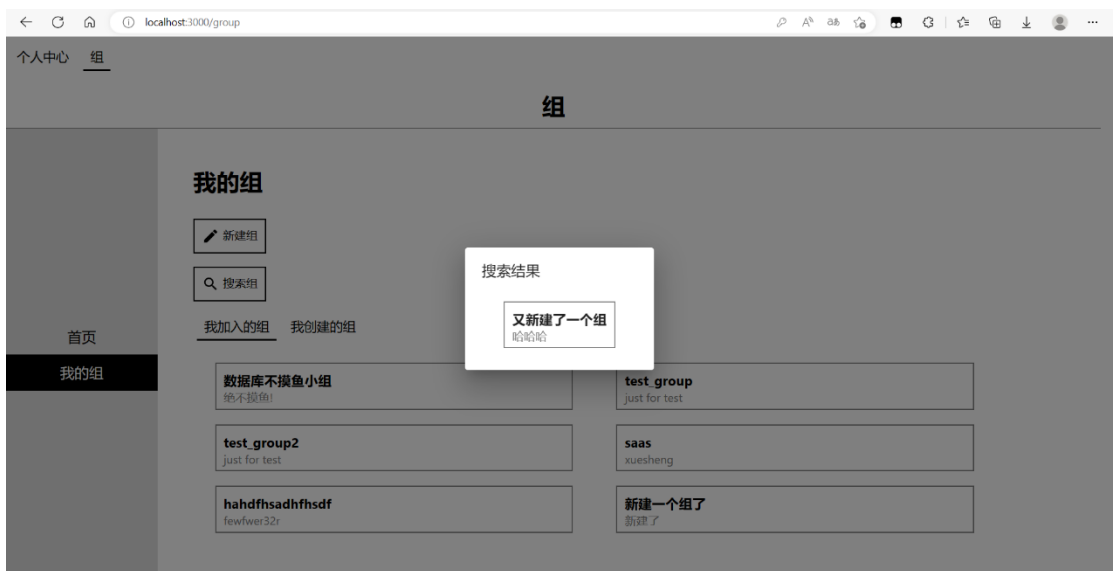 localhost:3000/group
个人中心 组
组
我的组
新建组
搜索组
首页
我的组
我加入的组 我创建的组
数据库不摸鱼小组
绝不摸鱼!
test_group
just for test
test_group2
just for test
saas
xuesheng
hahdfhsadhfhsdf
fewfwer32r
新建一个组了
新建了
搜索结果
又新建了一个组
哈哈哈